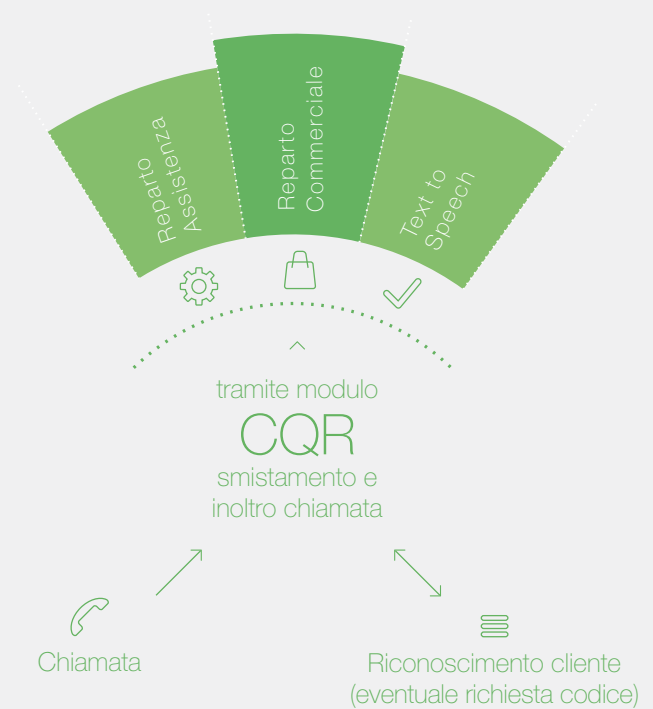 Reparto
Assistenza
Reparto
Commerciale
Text to
Speech
tramite modulo
CQR
smistamento e
inoltro chiamata
Chiamata
Riconoscimento cliente
(eventuale richiesta codice)